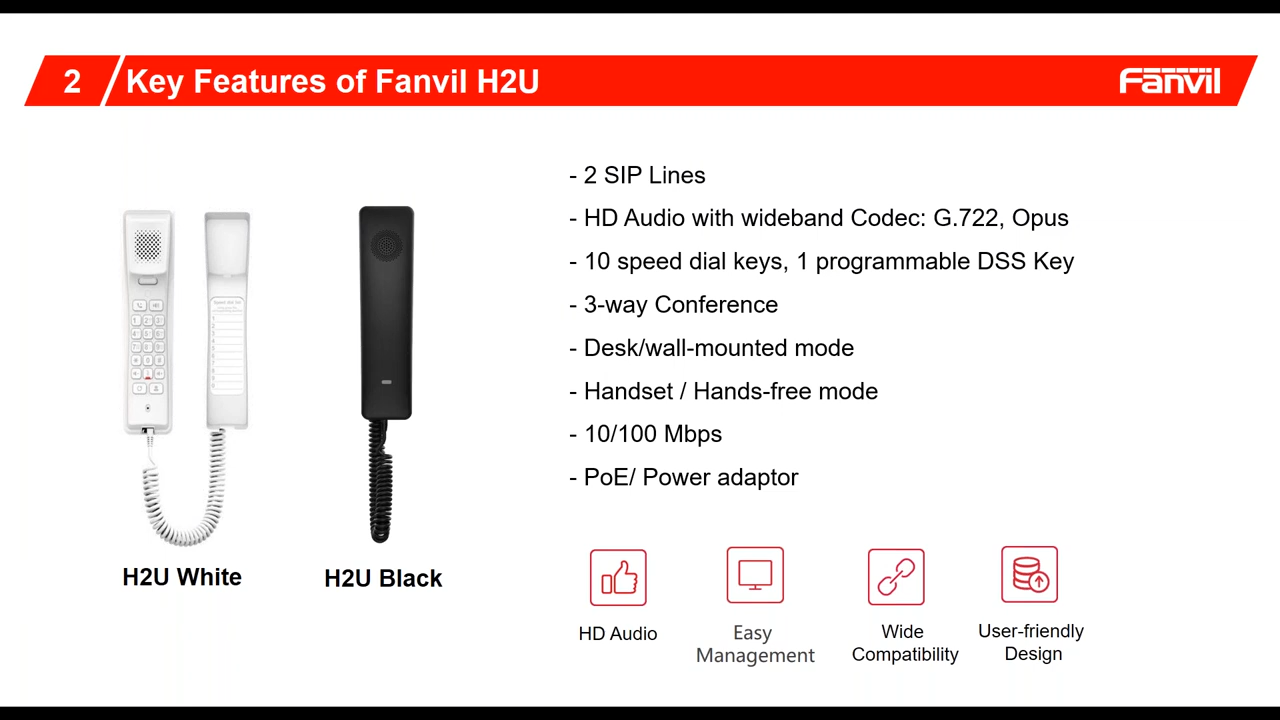 2
Key Features of Fanvil H2U
Fanvil
- 2 SIP Lines
- HD Audio with wideband Codec: G.722, Opus
- 10 speed dial keys, 1 programmable DSS Key
- 3-way Conference
- Desk/wall-mounted mode
- Handset / Hands-free mode
- 10/100 Mbps
- PoE/ Power adaptor
H2U White
H2U Black
HD Audio
Easy
Management
Wide
Compatibility
User-friendly
Design